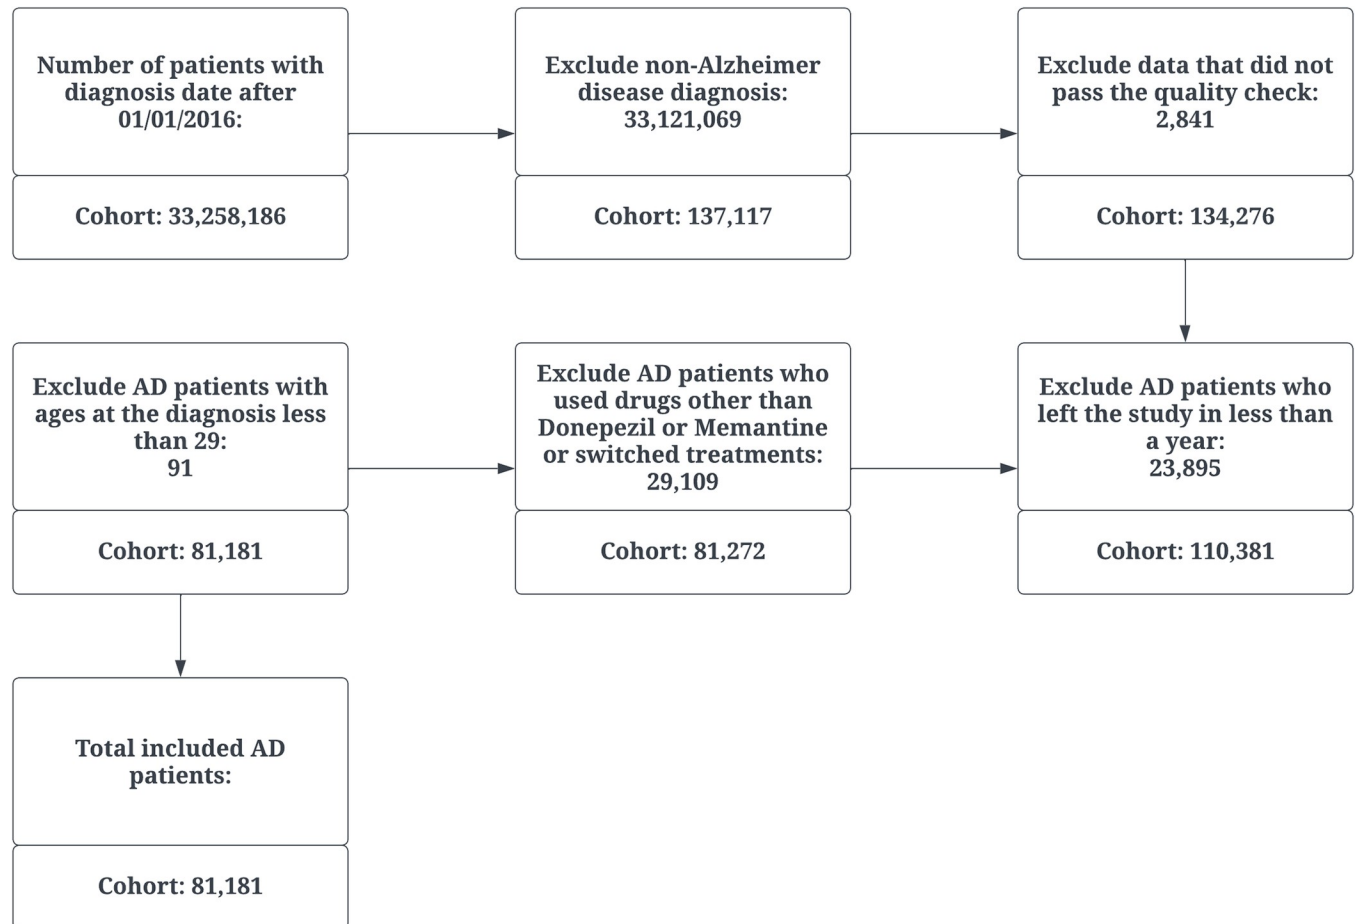 Number of patients with
diagnosis date after
01/01/2016:
Cohort: 33,258,186
Exclude non-Alzheimer
disease diagnosis:
33,121,069
Cohort: 137,117
Exclude data that did not
pass the quality check:
2,841
Cohort: 134,276
Exclude AD patients with
ages at the diagnosis less
than 29:
91
Cohort: 81,181
Exclude AD patients who
used drugs other than
Donepezil or Memantine
or switched treatments:
29,109
Cohort: 81,272
Exclude AD patients who
left the study in less than
a year:
23,895
Cohort: 110,381
Total included AD
patients:
Cohort: 81,181